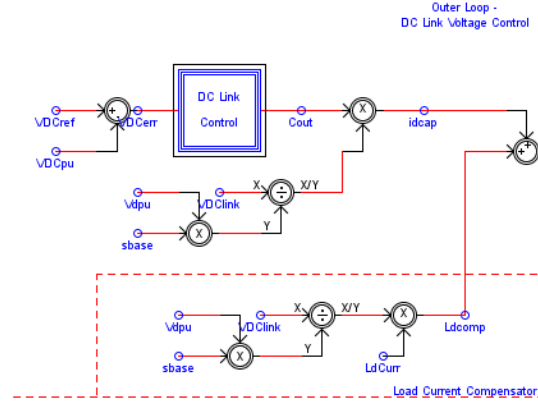 Outer Loop -
DC Link Voltage Control
DC Link
Control
VDCref
VDCerr
Cout
idcap
VDCpu
X
X/Y
Vdpu
VDClink
Y
sbase
X
X/Y
Vdpu
VDClink
Ldcomp
Y
sbase
LdCurr
Load Current Compensator